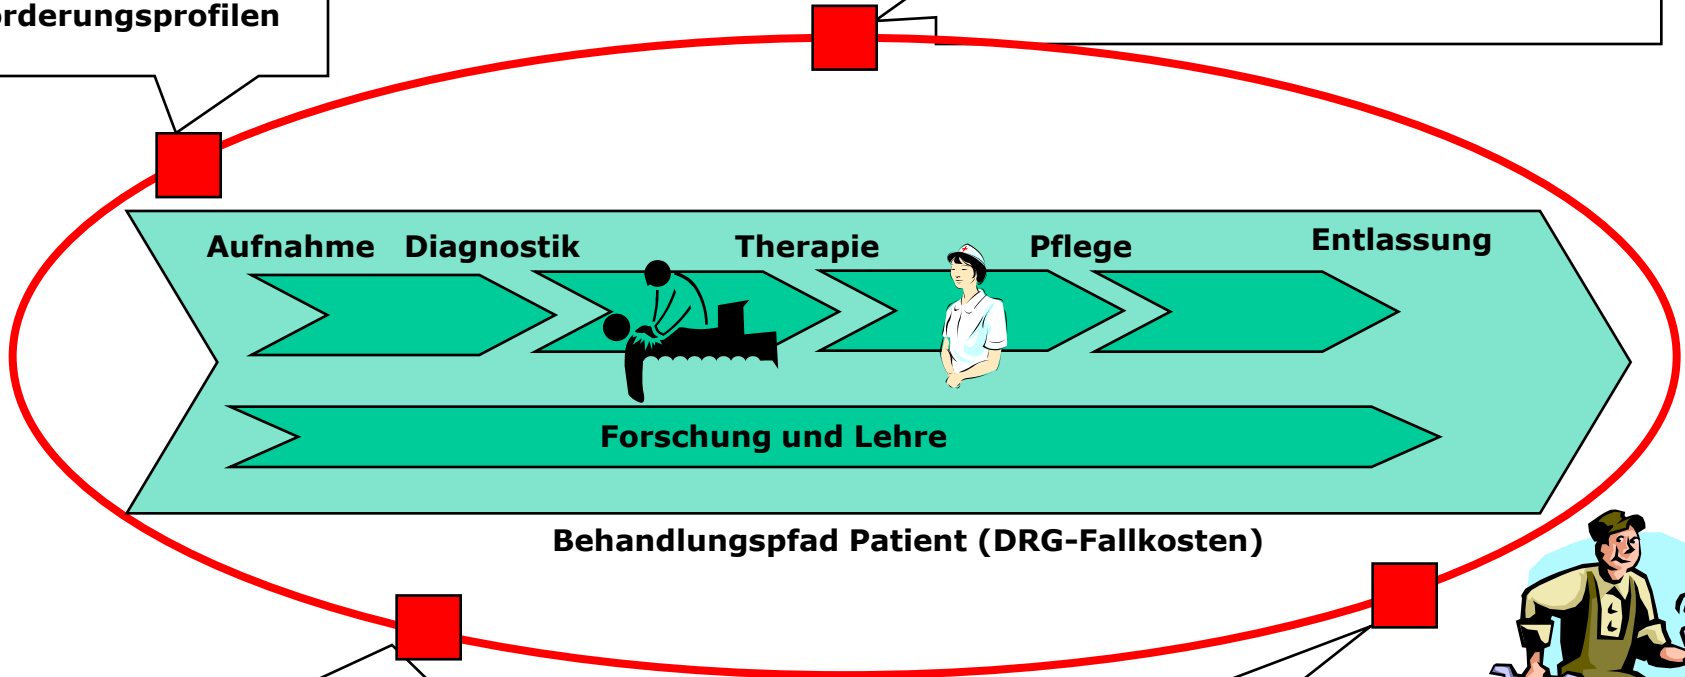 rderungsprofilen
Aufnahme Diagnostik Therapie Pflege Entlassung
Forschung und Lehre
Behandlungspfad Patient (DRG-Fallkosten)